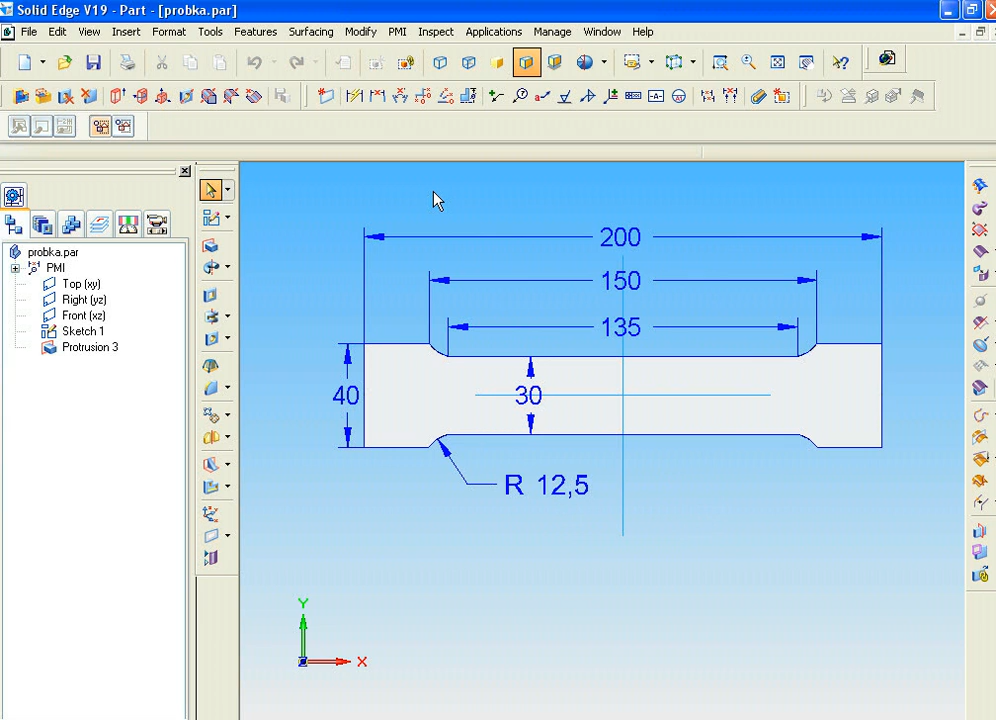 Solid Edge V19 - Part - [probka.par]
File Edit View Insert Format Tools Features Surfacing Modify PMI Inspect Applications Manage Window Help
probka.par
PMI
Top (xy)
Right (yz)
Front (xz)
Sketch 1
Protrusion 3
200
150
135
40
30
R 12,5
Y
X